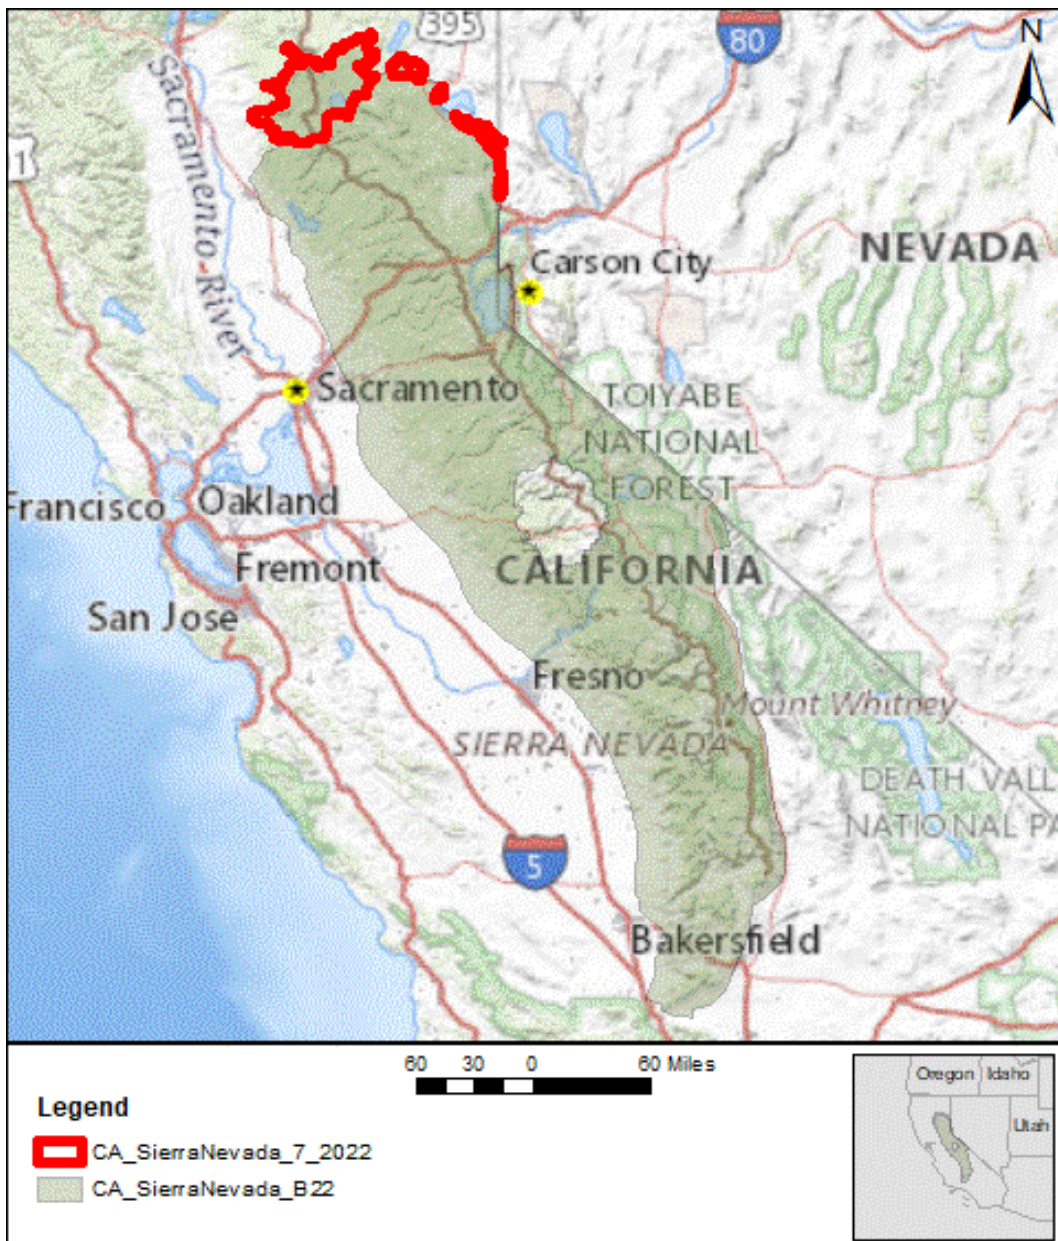 395
80
N
Sacramento River
1
Carson City
NEVADA
Sacramento
TOIYABE
NATIONAL
FOREST
Francisco
Oakland
CALIFORNIA
Fremont
San Jose
Fresno
Mount Whitney
SIERRA NEVADA
DEATH VALL
NATIONAL PA
5
Bakersfield
60 30 0 60 Miles
Legend
CA_SierraNevada_7_2022
CA_SierraNevada_B22
Oregon Idaho
Utah